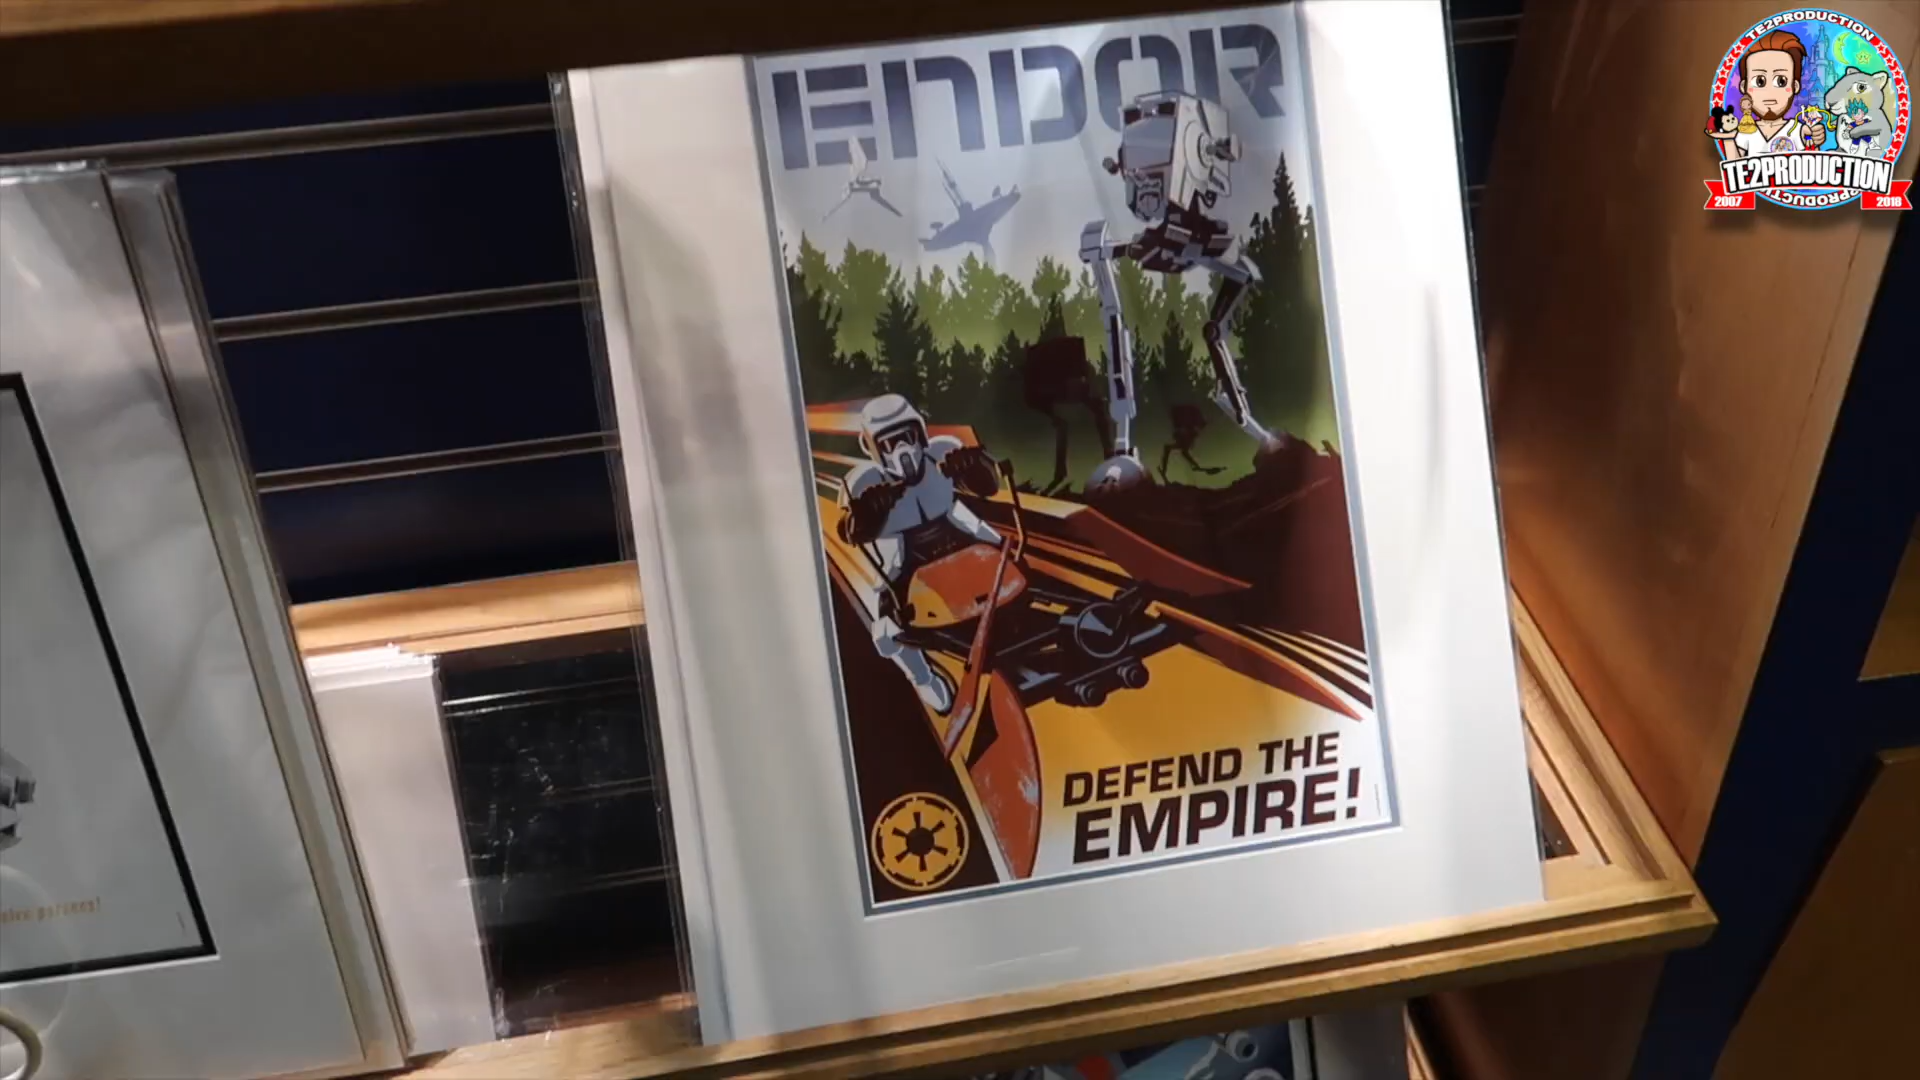 ENDOR
DEFEND THE
EMPIRE!
TE2PRODUCTION
TE2PRODUCTION
2007
2018